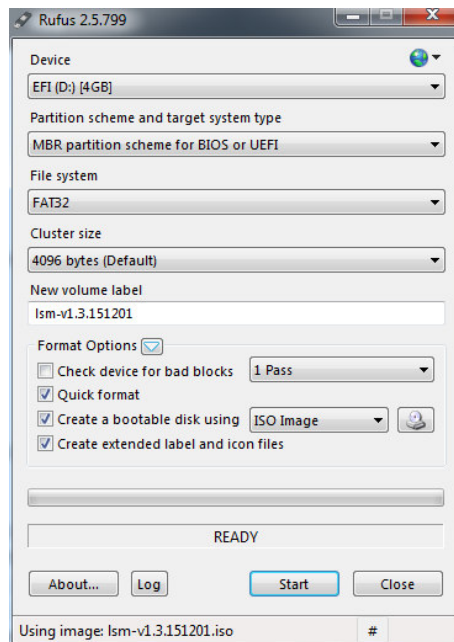 Rufus 2.5.799
Device
EFI (D:) [4GB]
Partition scheme and target system type
MBR partition scheme for BIOS or UEFI
File system
FAT32
Cluster size
4096 bytes (Default)
New volume label
lsm-v1.3.151201
Format Options
Check device for bad blocks 1 Pass
Quick format
Create a bootable disk using ISO Image
Create extended label and icon files
READY
About... Log Start Close
Using image: lsm-v1.3.151201.iso #